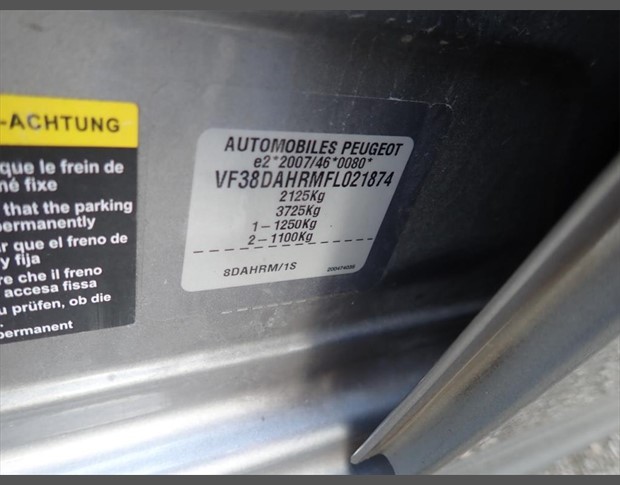 -ACHTUNG
que le frein de
né fixe
that the parking
permanently
ar que el freno de
y fija
re che il freno
accesa fissa
u prüfen, ob die
permanent
AUTOMOBILES PEUGEOT
e2*2007/46*0080*
VF38DAHRMFL021874
2125Kg
3725Kg
1-1250Kg
2-1100Kg
8DAHRM/1S